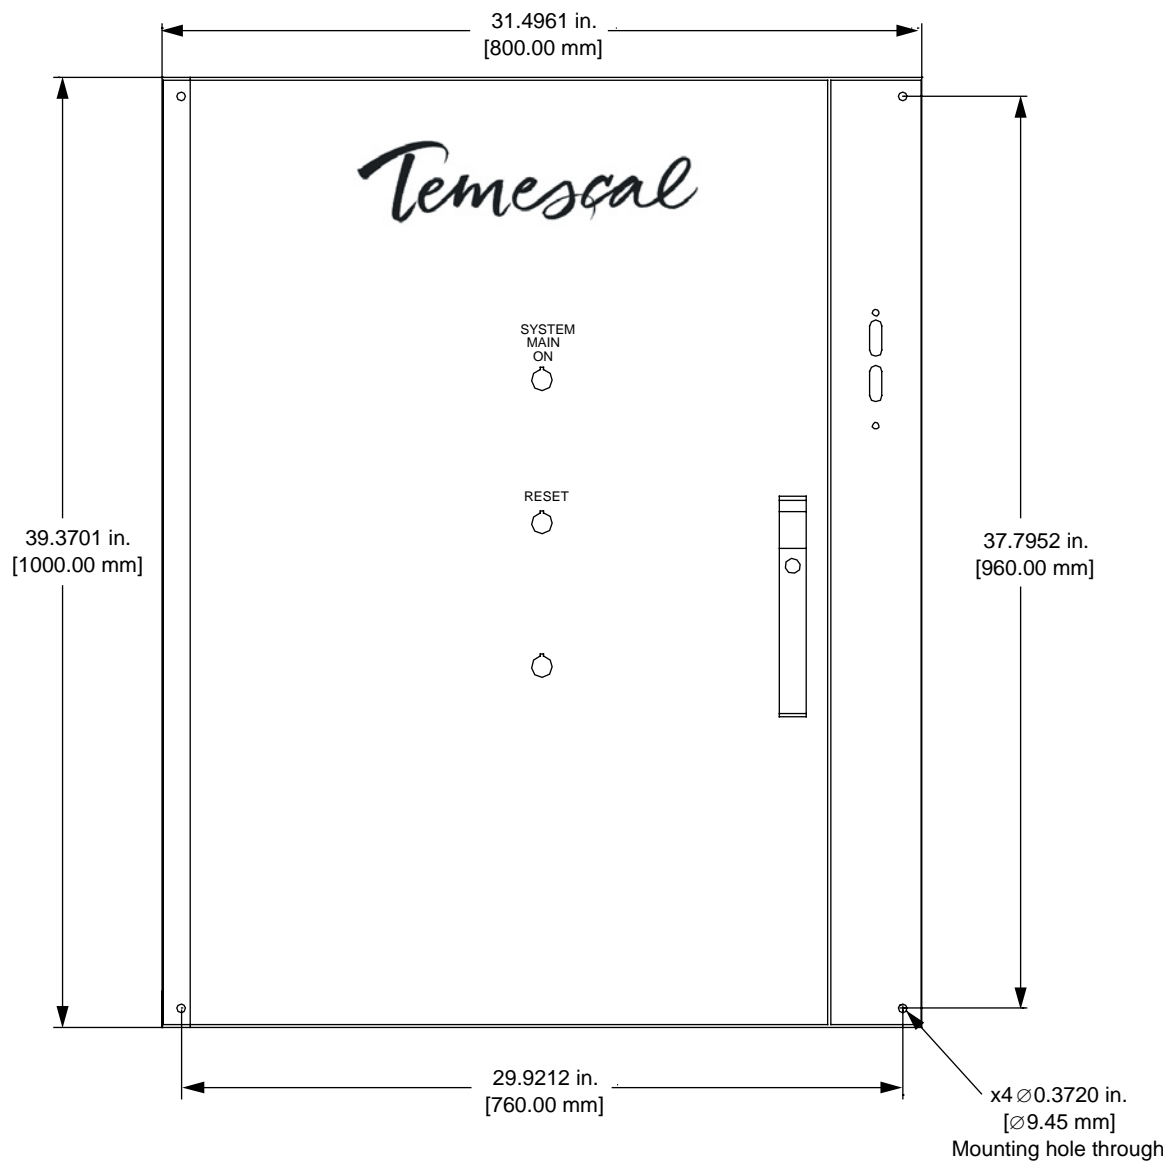 31.4961 in.
[800.00 mm]
Temescal
SYSTEM
MAIN
ON
RESET
39.3701 in.
[1000.00 mm]
37.7952 in.
[960.00 mm]
29.9212 in.
[760.00 mm]
x4 ∅0.3720 in.
[∅9.45 mm]
Mounting hole through